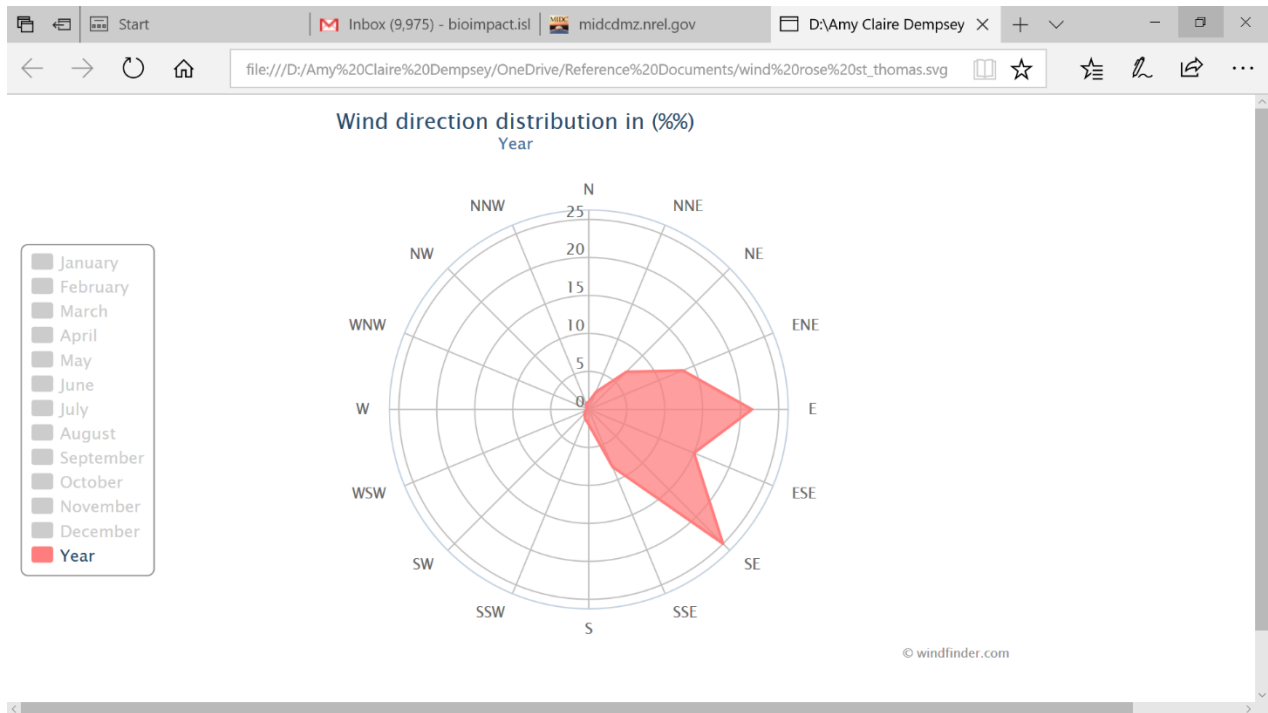 Start
Inbox (9,975) - bioimpact.isl
midcdmz.nrel.gov
D:\Amy Claire Dempsey
file:///D:/Amy%20Claire%20Dempsey/OneDrive/Reference%20Documents/wind%20rose%20st_thomas.svg
Wind direction distribution in (%%)
Year
January
February
March
April
May
June
July
August
September
October
November
December
Year
N
NNE
NE
ENE
E
ESE
SE
SSE
S
SSW
SW
WSW
W
WNW
NW
NNW
25
20
15
10
5
0
© windfinder.com